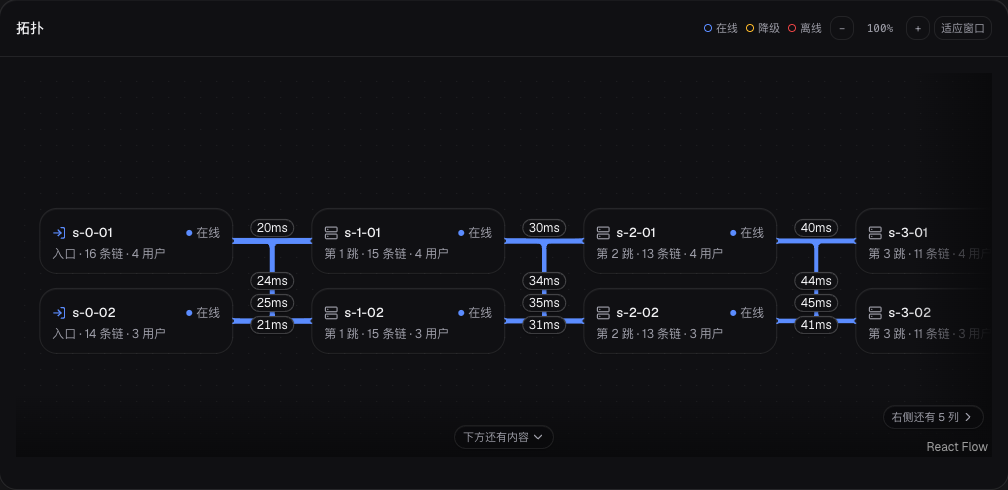 拓扑
在线 降级 离线 − 100% + 适应窗口
s-0-01 在线
入口 · 16 条链 · 4 用户
20ms
s-1-01 在线
第 1 跳 · 15 条链 · 4 用户
30ms
s-2-01 在线
第 2 跳 · 13 条链 · 4 用户
40ms
s-3-01
第 3 跳 · 11 条链 · 4 用户
24ms
34ms
44ms
25ms
35ms
45ms
s-0-02 在线
入口 · 14 条链 · 3 用户
21ms
s-1-02 在线
第 1 跳 · 15 条链 · 3 用户
31ms
s-2-02 在线
第 2 跳 · 13 条链 · 3 用户
41ms
s-3-02
第 3 跳 · 11 条链 · 3 用户
右侧还有 5 列
下方还有内容
React Flow